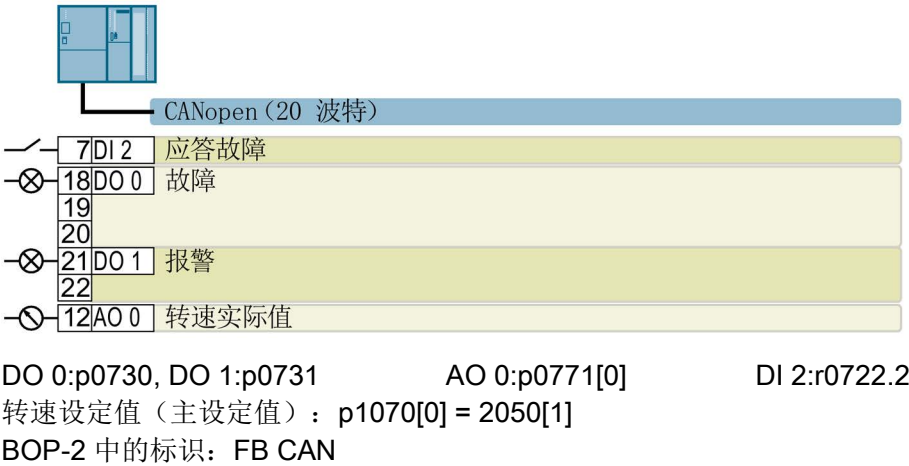 CANopen(20 波特)
7 DI 2 应答故障
18 DO 0 故障
19
20
21 DO 1 报警
22
12 AO 0 转速实际值
DO 0:p0730, DO 1:p0731 AO 0:p0771[0] DI 2:r0722.2
转速设定值（主设定值）：p1070[0] = 2050[1]
BOP-2 中的标识：FB CAN